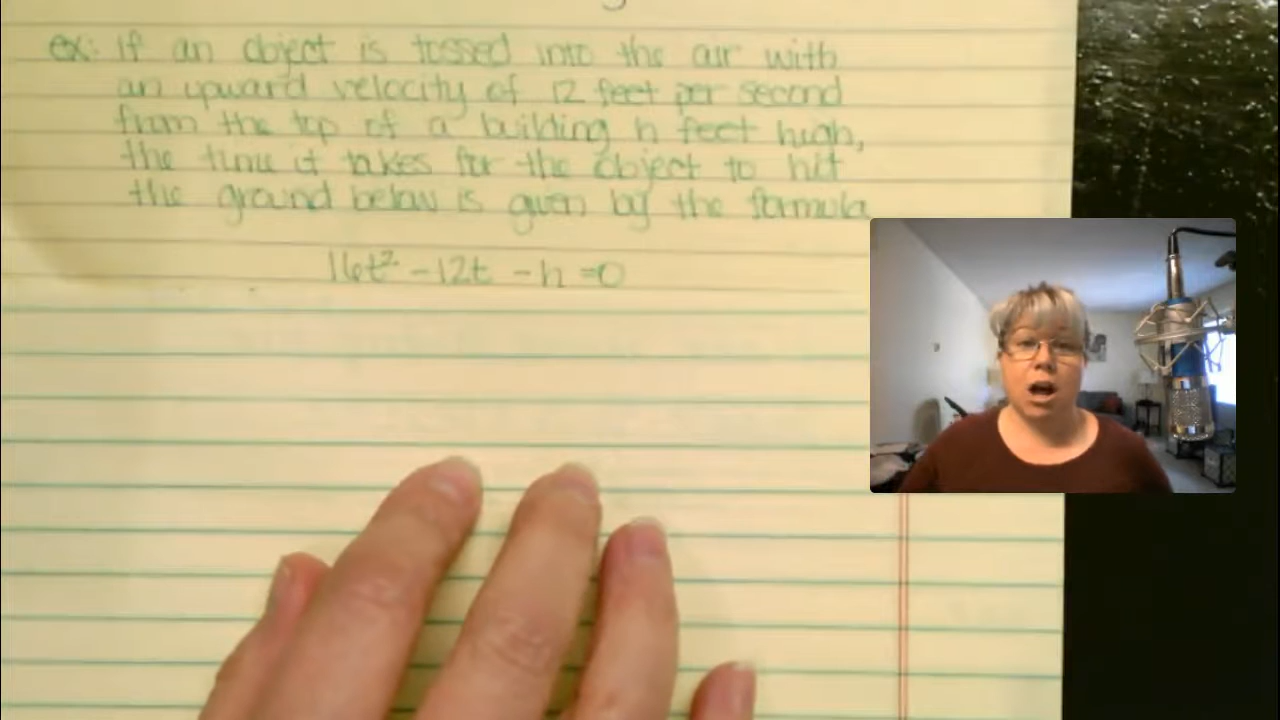 ex: If an object is tossed into the air with
an upward velocity of 12 feet per second
from the top of a building h feet high,
the time it takes for the object to hit
the ground below is given by the formula
16t² - 12t - h = 0